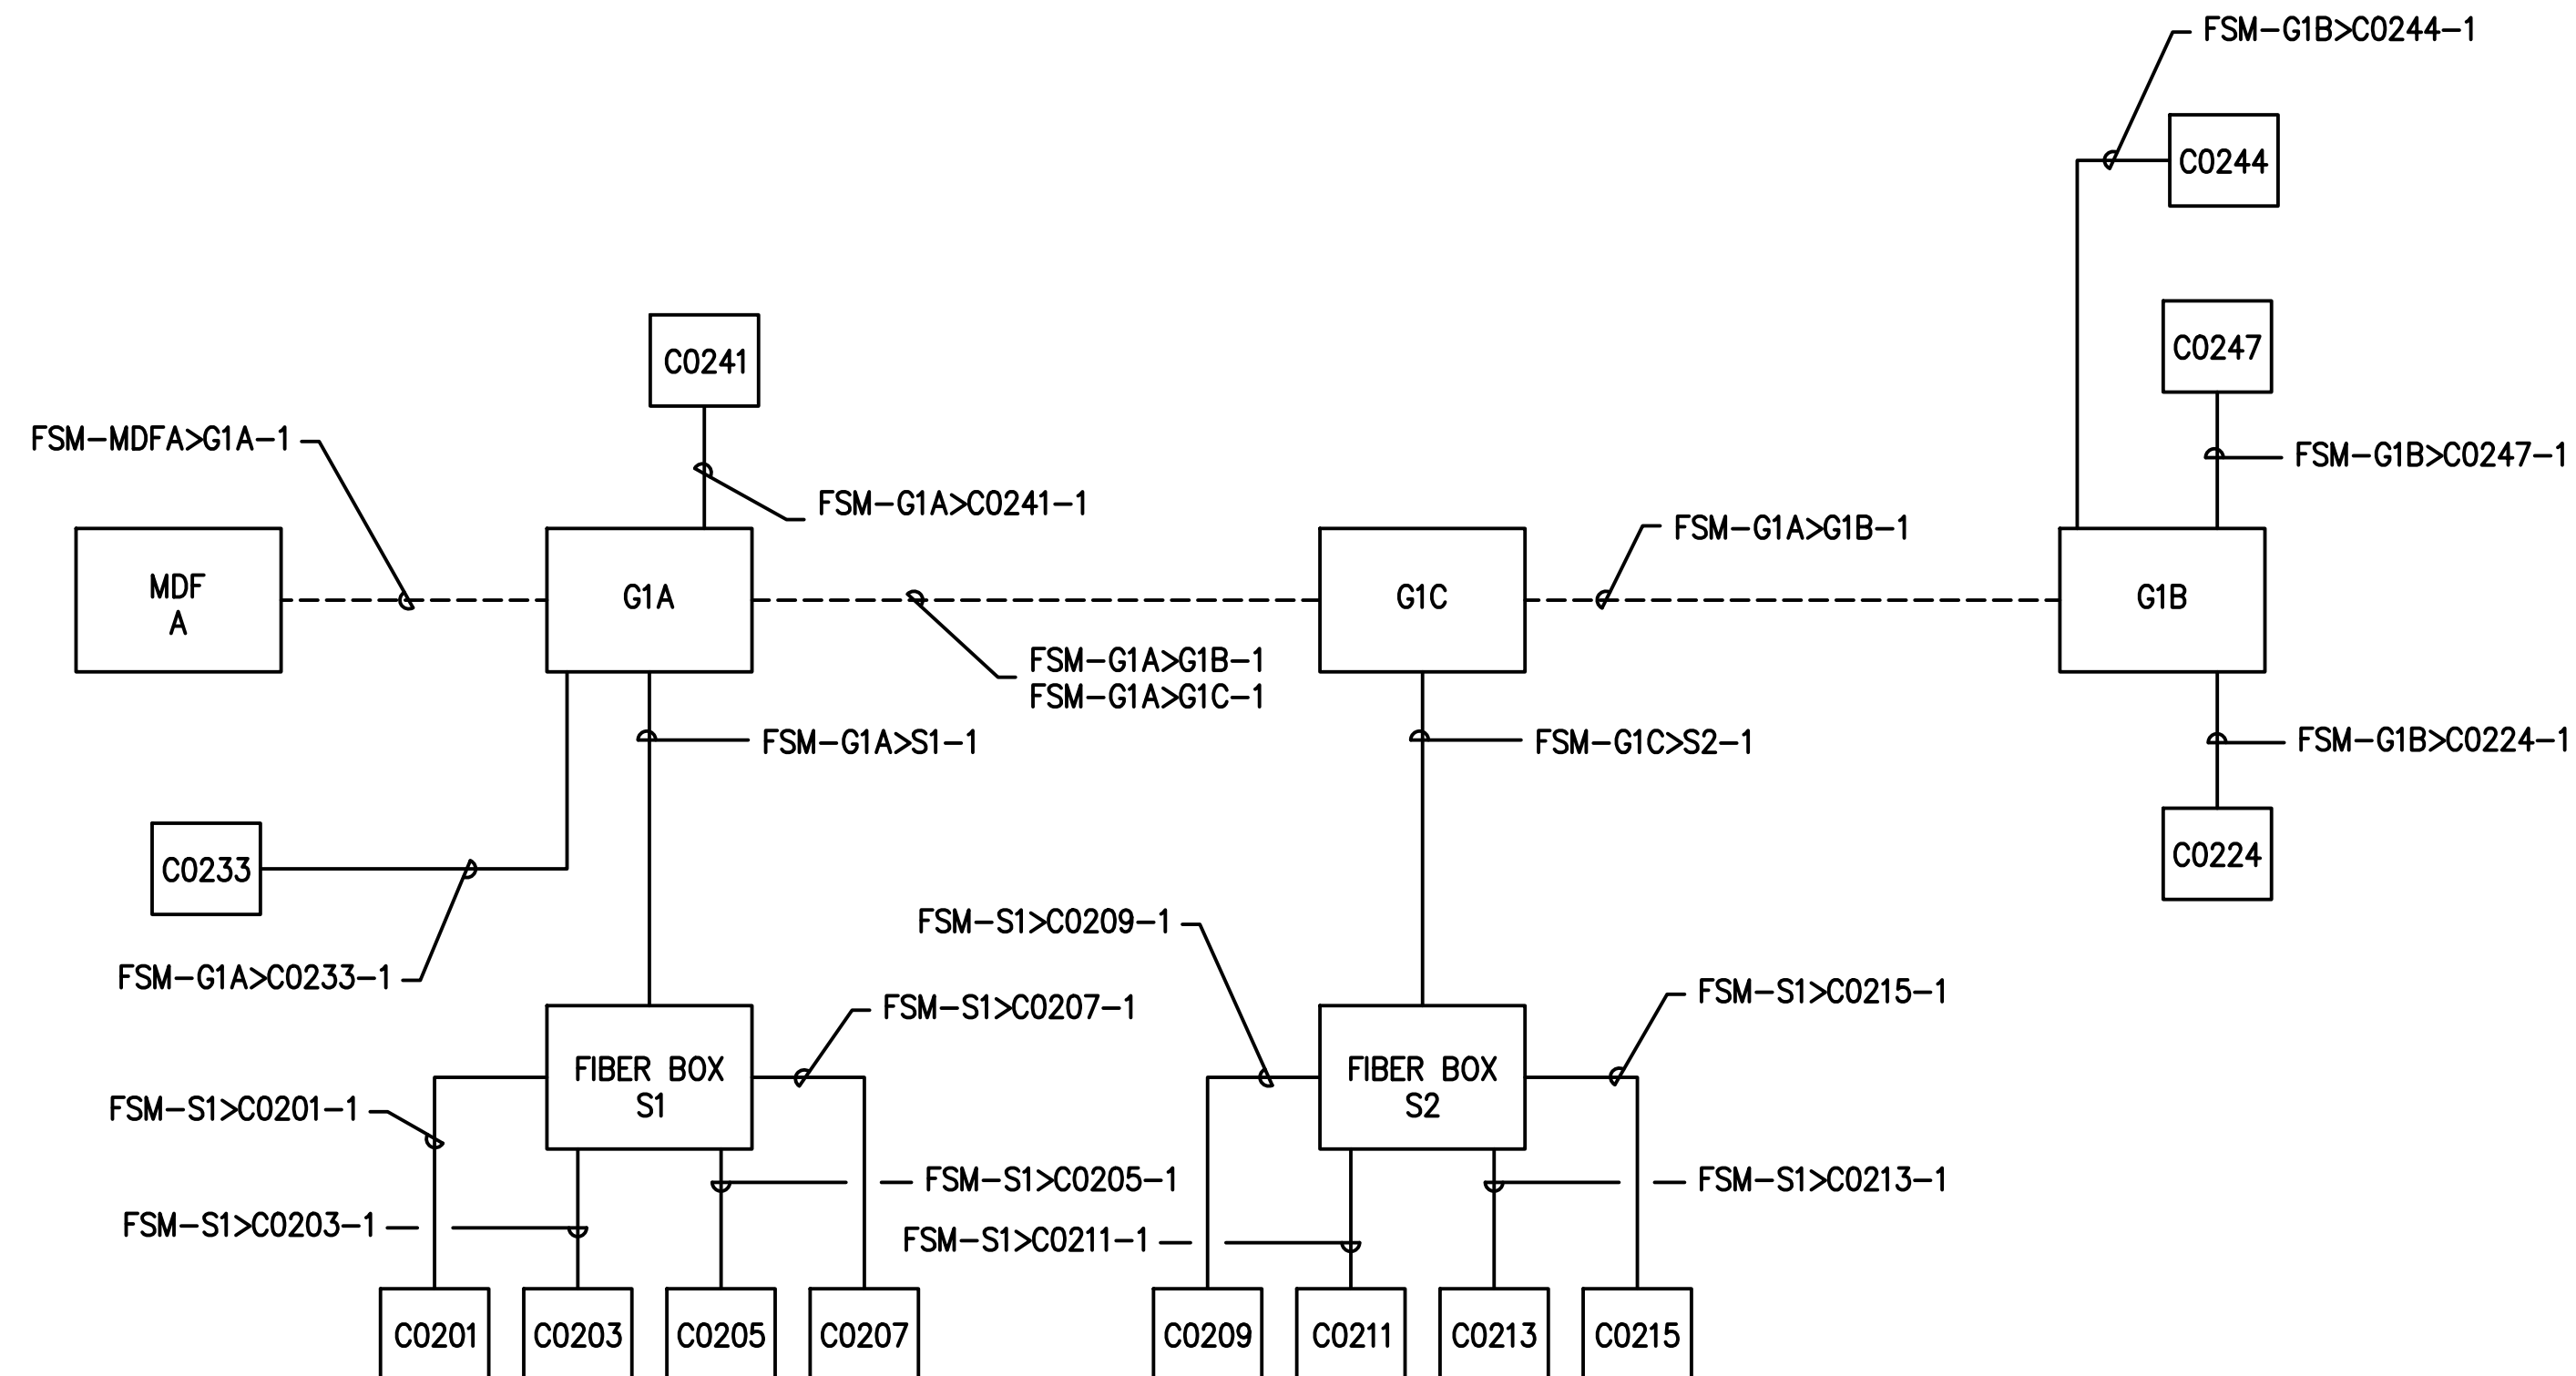 FSM-G1B>C0244-1
C0244
C0241
C0247
FSM-MDFA>G1A-1
FSM-G1B>C0247-1
FSM-G1A>C0241-1
FSM-G1A>G1B-1
MDF
A
G1A
G1C
G1B
FSM-G1A>G1B-1
FSM-G1A>G1C-1
FSM-G1A>S1-1
FSM-G1C>S2-1
FSM-G1B>C0224-1
C0233
C0224
FSM-S1>C0209-1
FSM-G1A>C0233-1
FSM-S1>C0207-1
FSM-S1>C0215-1
FIBER BOX
S1
FIBER BOX
S2
FSM-S1>C0201-1
FSM-S1>C0205-1
FSM-S1>C0213-1
FSM-S1>C0203-1
FSM-S1>C0211-1
C0201
C0203
C0205
C0207
C0209
C0211
C0213
C0215